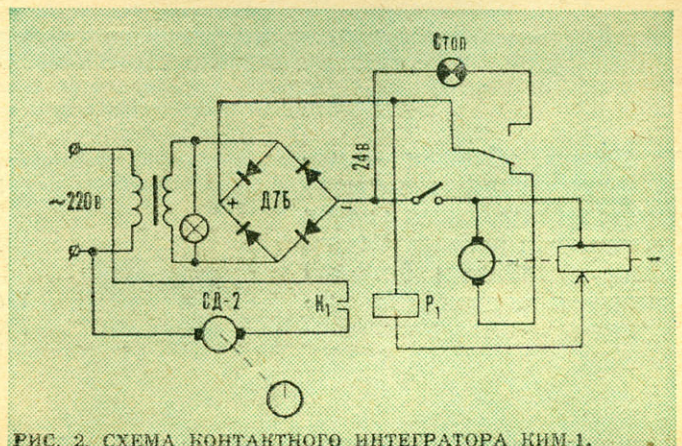 Стоп
24в
~220в
+ Д7Б –
СД-2
К₁
Р₁
РИС. 2. СХЕМА КОНТАКТНОГО ИНТЕГРАТОРА КИМ-1.